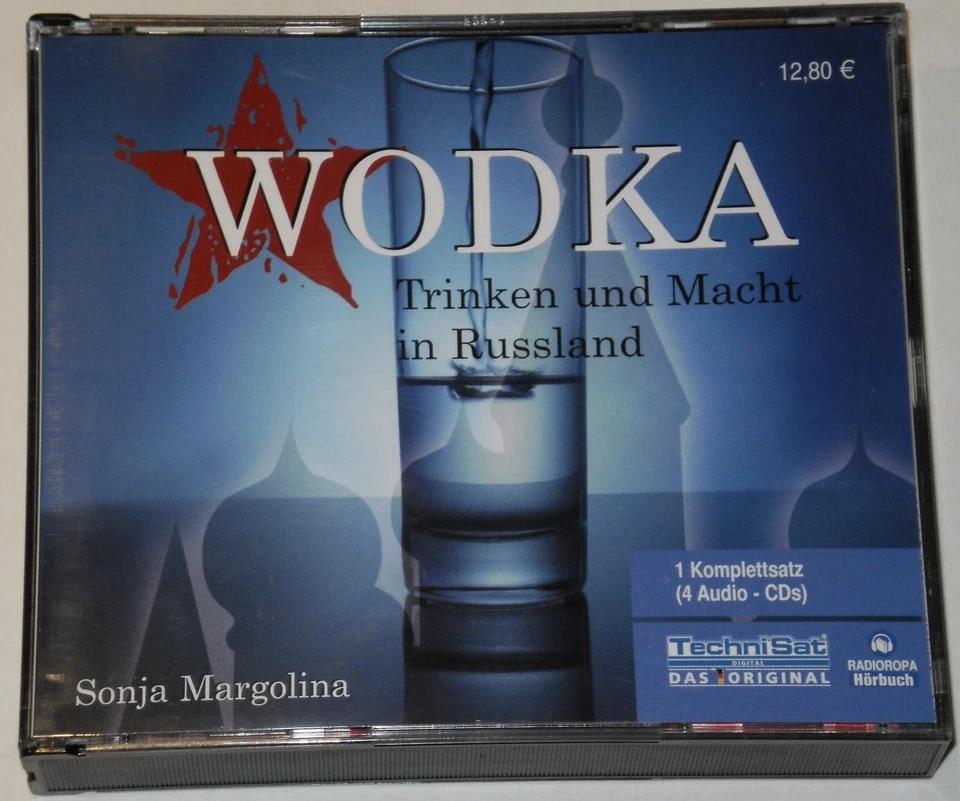 12,80 €
WODKA
Trinken und Macht
in Russland
1 Komplettsatz
(4 Audio - CDs)
TechniSat®
DIGITAL
DAS ORIGINAL
RADIOROPA
Hörbuch
Sonja Margolina